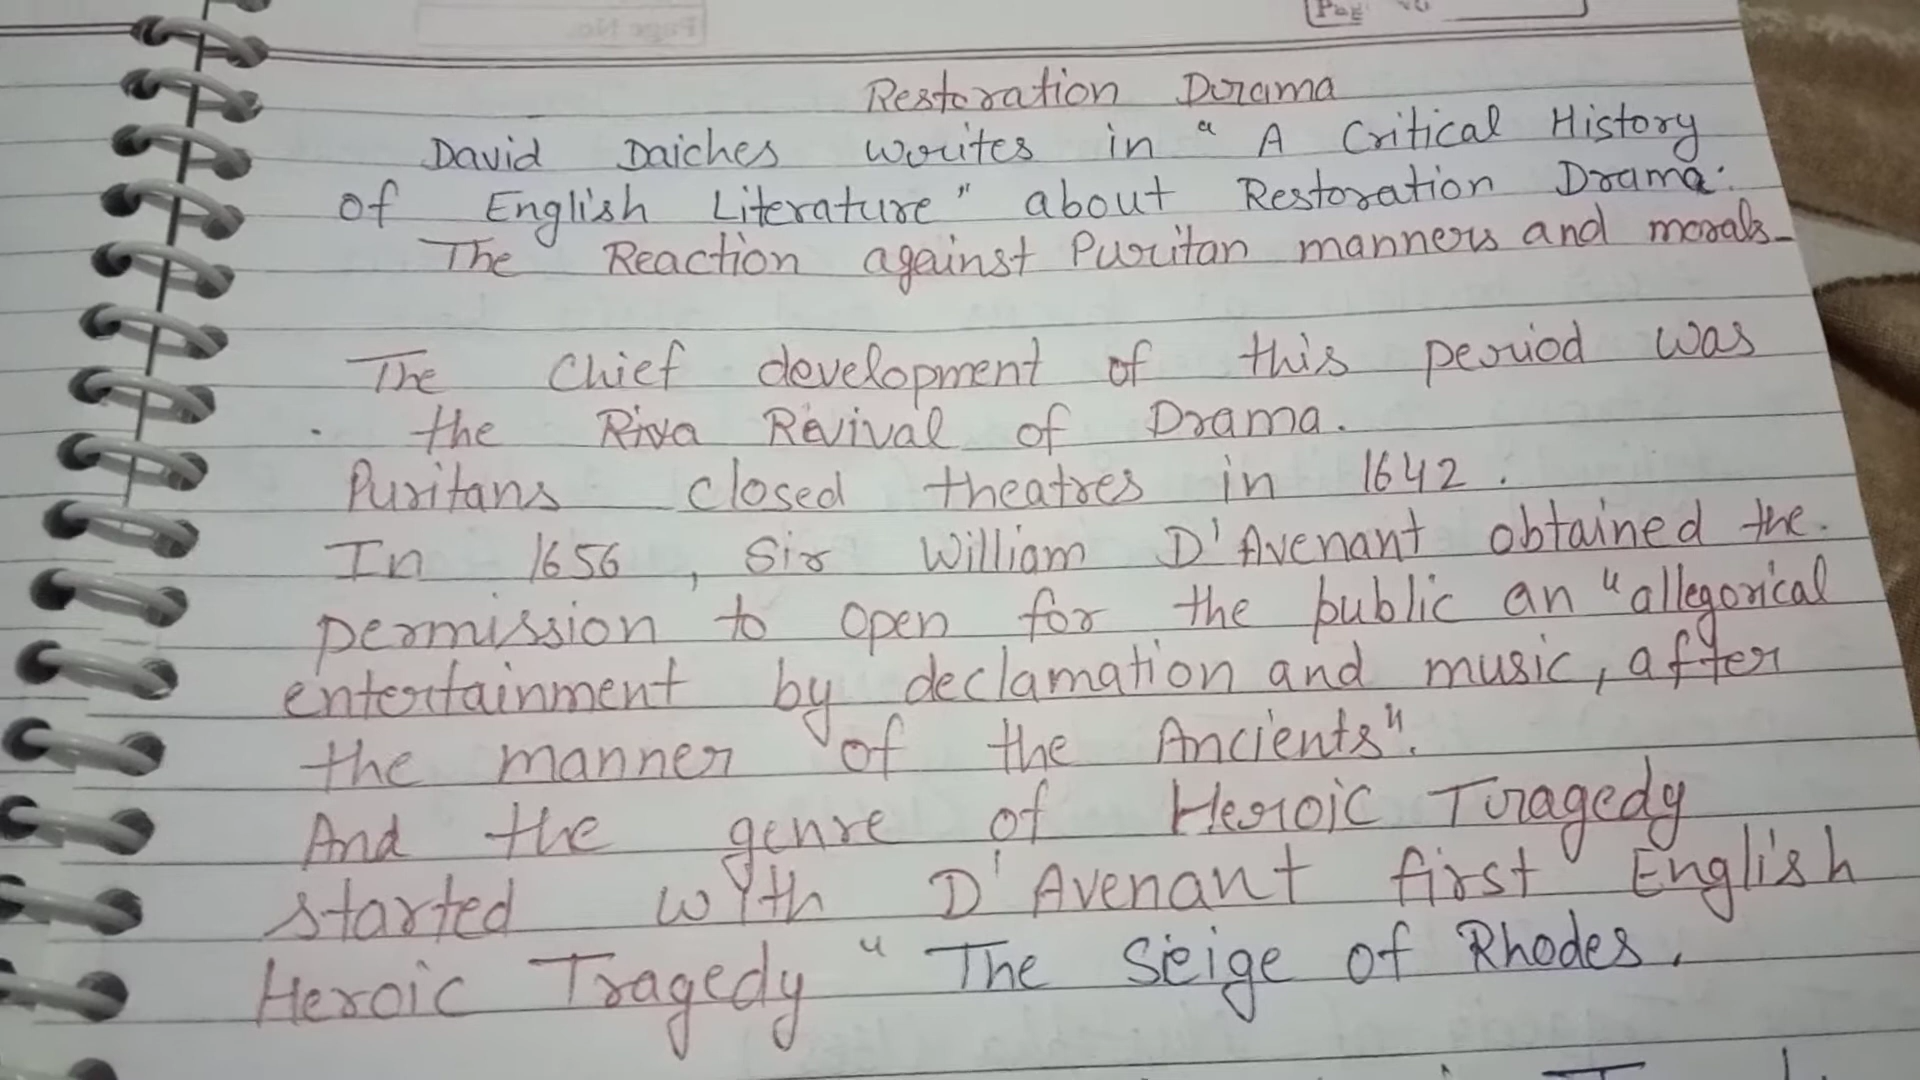 Restoration Drama
David Daiches writes in "A Critical History
of English Literature" about Restoration Drama:
The Reaction against Puritan manners and morals-
The Chief development of this period was
the Riva Revival of Drama.
Puritans closed theatres in 1642.
In 1656, Sir William D'Avenant obtained the
permission to open for the public an "allegorical
entertainment by declamation and music, after
the manner of the Ancients".
And the genre of Heroic Tragedy
started with D'Avenant first English
Heroic Tragedy "The Seige of Rhodes.